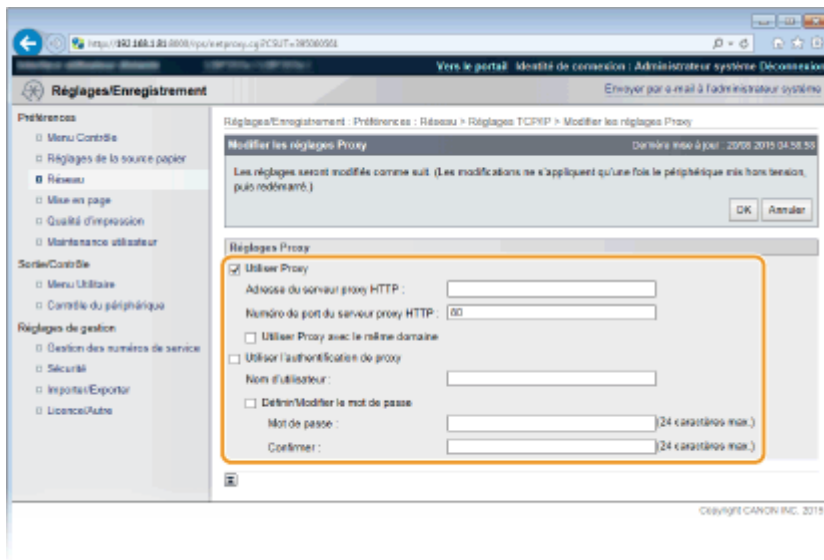 Vers le portail Identité de connexion : Administrateur système Déconnexion
Réglages/Enregistrement
Envoyer par e-mail à l'administrateur système
Préférences
Menu Contrôle
Réglages de la source papier
Réseau
Mise en page
Qualité d'impression
Maintenance utilisateur
Sortie/Contrôle
Menu Utilitaire
Contrôle du périphérique
Réglages de gestion
Gestion des numéros de service
Sécurité
Importer/Exporter
Licence/Autre
Réglages/Enregistrement : Préférences : Réseau > Réglages TCP/IP > Modifier les réglages Proxy
Modifier les réglages Proxy
Dernière mise à jour :
Les réglages seront modifiés comme suit. (Les modifications ne s'appliquent qu'une fois le périphérique mis hors tension,
puis redémarré.)
OK Annuler
Réglages Proxy
Utiliser Proxy
Adresse du serveur proxy HTTP :
Numéro de port du serveur proxy HTTP : 80
Utiliser Proxy avec le même domaine
Utiliser l'authentification de proxy
Nom d'utilisateur :
Définir/Modifier le mot de passe
Mot de passe : (24 caractères max.)
Confirmer : (24 caractères max.)
Copyright CANON INC. 2015